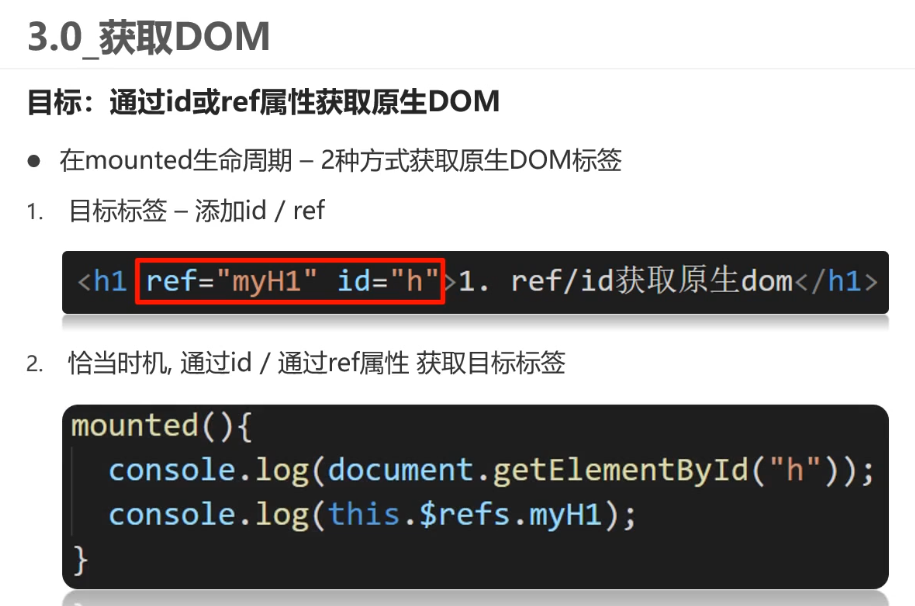 3.0_获取DOM
目标：通过id或ref属性获取原生DOM
● 在mounted生命周期 – 2种方式获取原生DOM标签
1. 目标标签 – 添加id / ref
<h1 ref="myH1" id="h">1. ref/id获取原生dom</h1>
2. 恰当时机, 通过id / 通过ref属性 获取目标标签
mounted(){
console.log(document.getElementById("h"));
console.log(this.$refs.myH1);
}